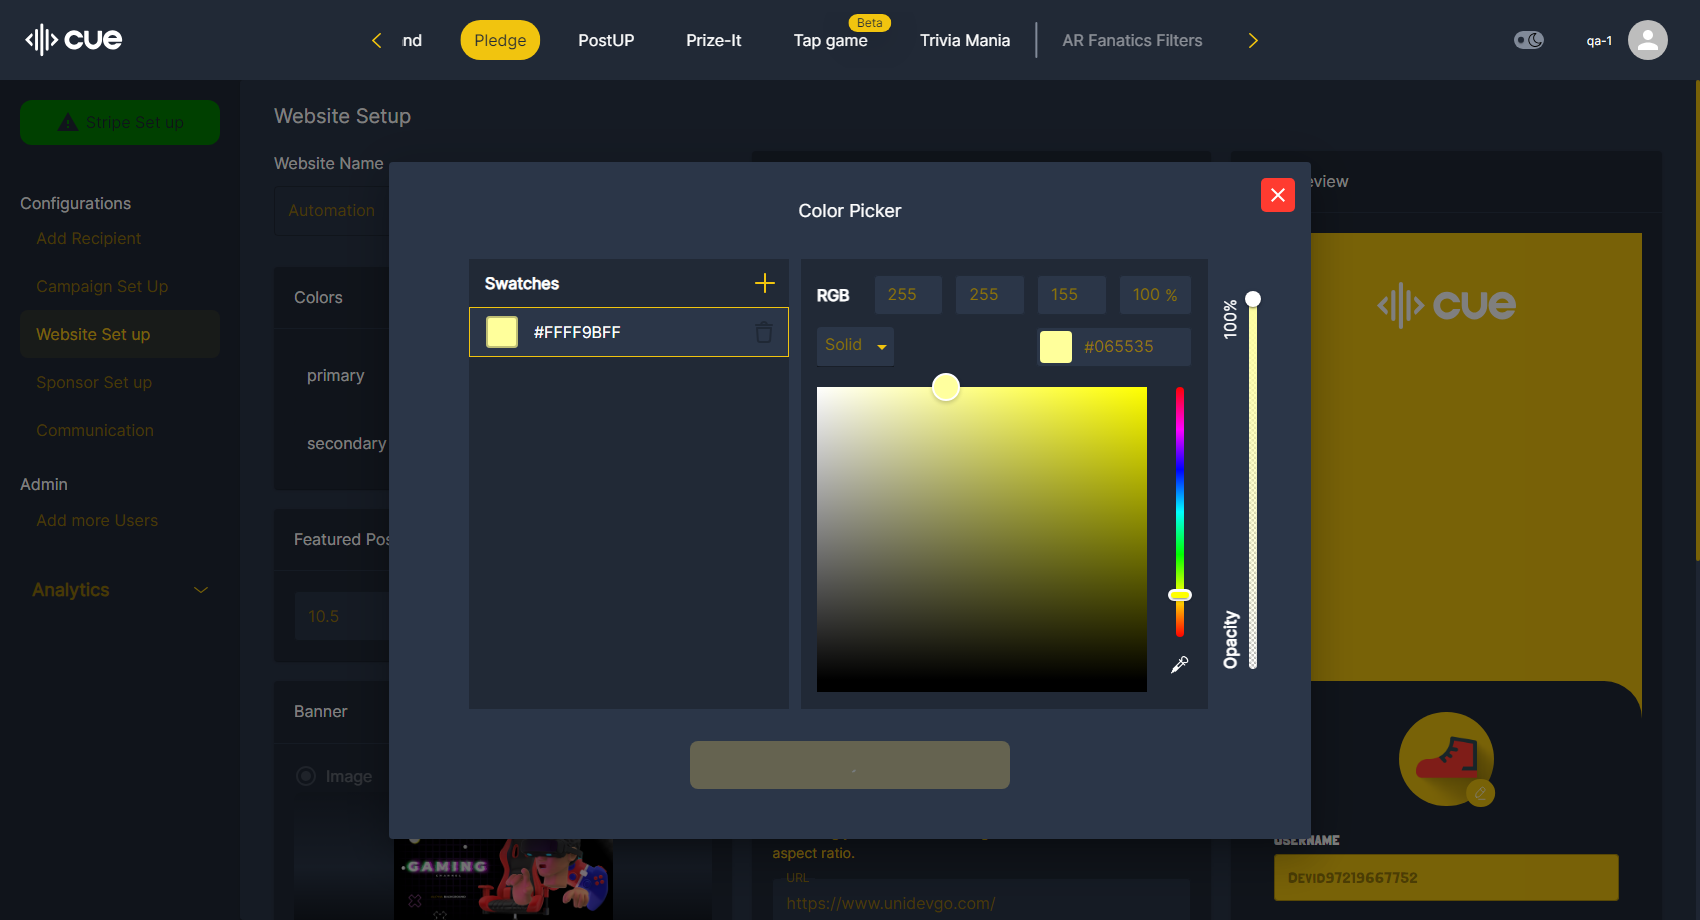 cue
nd
Pledge
PostUP
Prize-It
Beta
Tap game
Trivia Mania
AR Fanatics Filters
qa-1
Stripe Set up
Configurations
Add Recipient
Campaign Set Up
Website Set up
Sponsor Set up
Communication
Admin
Add more Users
Analytics
Website Setup
Website Name
Automation
Colors
primary
secondary
Featured Pos
10.5
Banner
Image
GAMING
Color Picker
Swatches
#FFFF9BFF
RGB
255
255
155
100 %
Solid
#065535
100%
Opacity
aspect ratio.
URL
https://www.unidevgo.com/
eview
cue
USERNAME
Devid97219667752